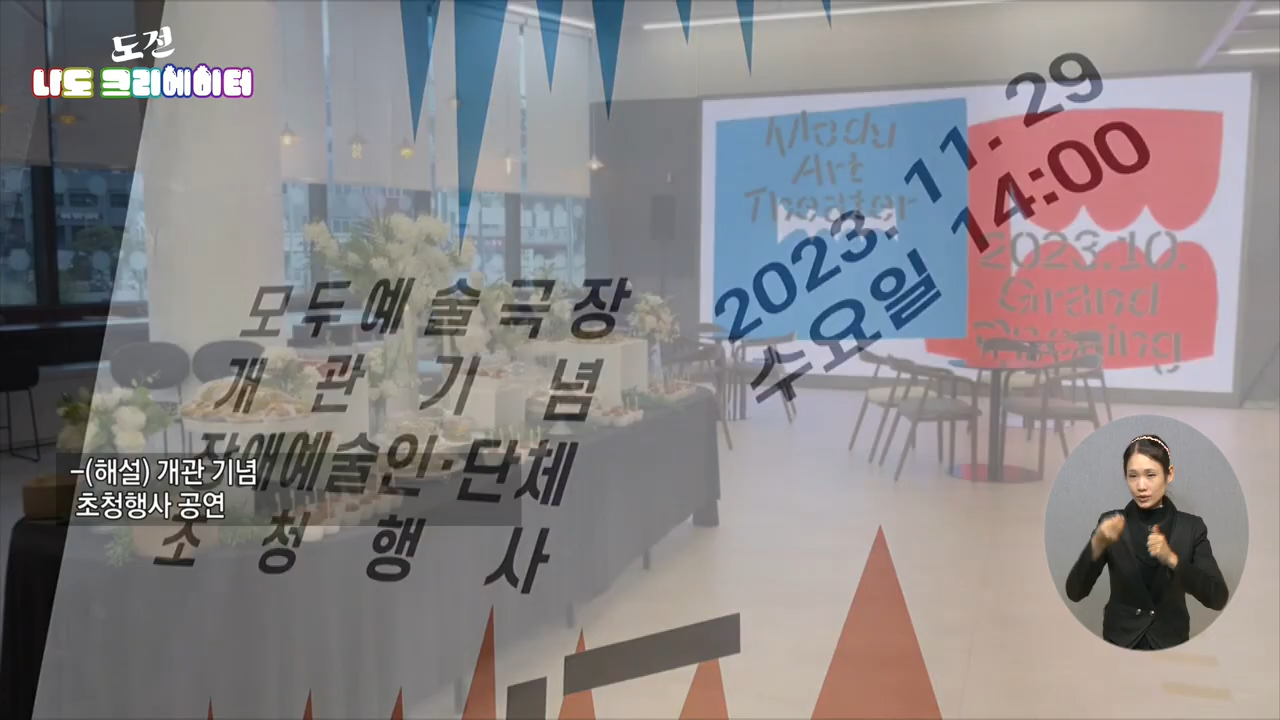 도전
나도 크리에이터
Modu
Art
Theater
2023. 11. 29
수요일 14:00
2023.10.
Grand
Opening
모두예술극장
개관기념
장애예술인·단체
초청행사
-(해설) 개관 기념
초청행사 공연